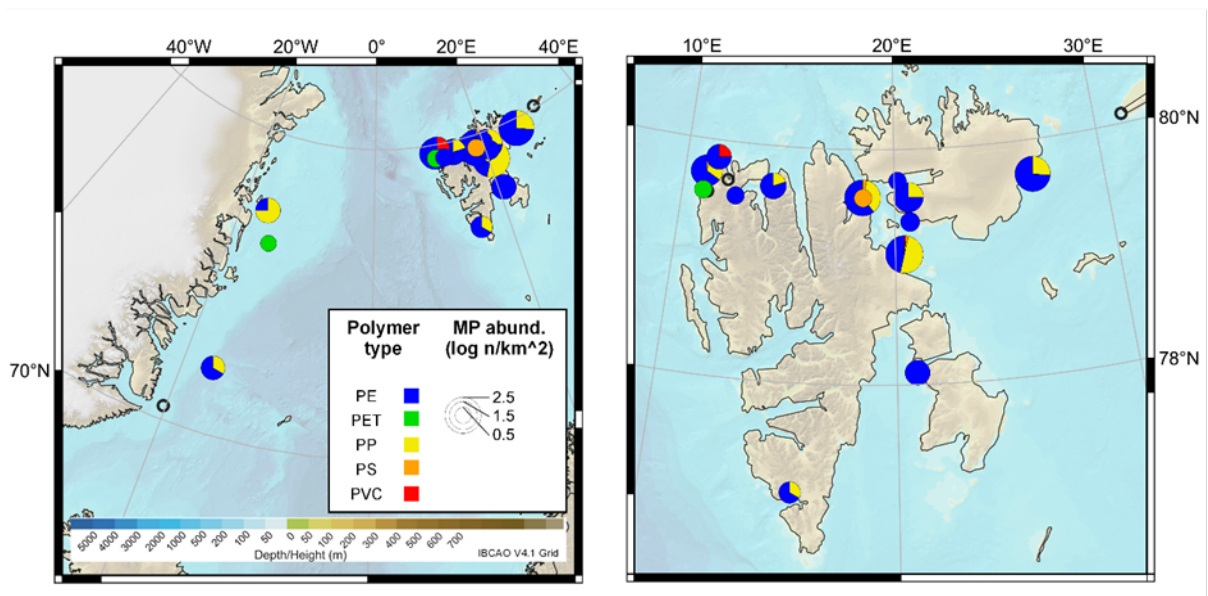 40°W 20°W 0° 20°E 40°E
70°N
Polymer type
MP abund. (log n/km^2)
PE
PET
PP
PS
PVC
2.5
1.5
0.5
5000 4000 3000 2000 1000 500 200 100 50 0 50 100 200 300 400 500 600 700
Depth/Height (m)
IBCAO V4.1 Grid
10°E 20°E 30°E
80°N
78°N